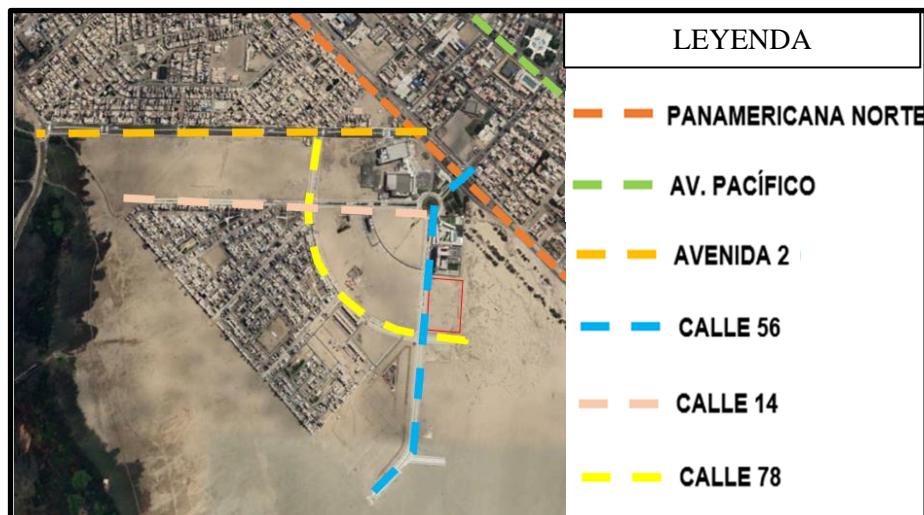 LEYENDA
PANAMERICANA NORTE
AV. PACÍFICO
AVENIDA 2
CALLE 56
CALLE 14
CALLE 78